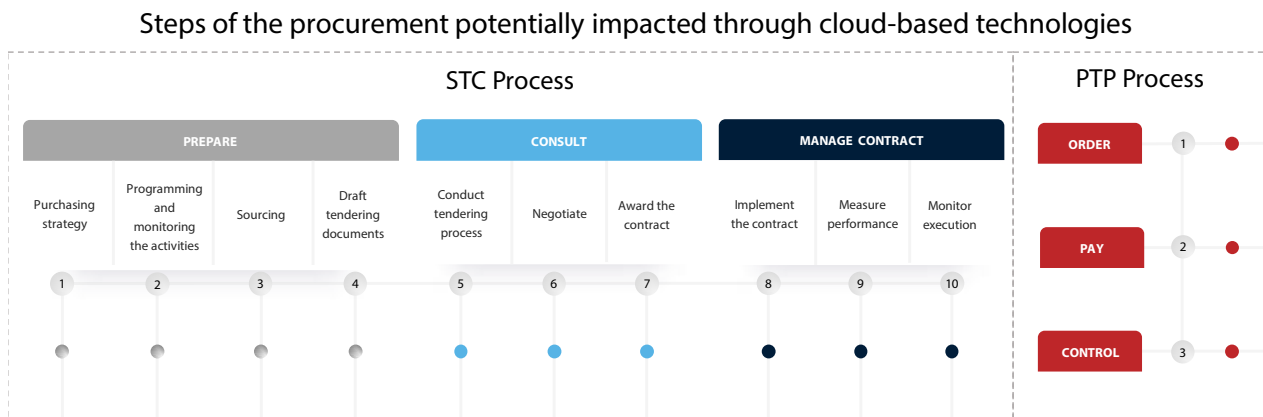 Steps of the procurement potentially impacted through cloud-based technologies
STC Process
PREPARE
CONSULT
MANAGE CONTRACT
Purchasing
strategy
Programming
and
monitoring
the activities
Sourcing
Draft
tendering
documents
Conduct
tendering
process
Negotiate
Award the
contract
Implement
the contract
Measure
performance
Monitor
execution
1
2
3
4
5
6
7
8
9
10
PTP Process
ORDER
1
PAY
2
CONTROL
3